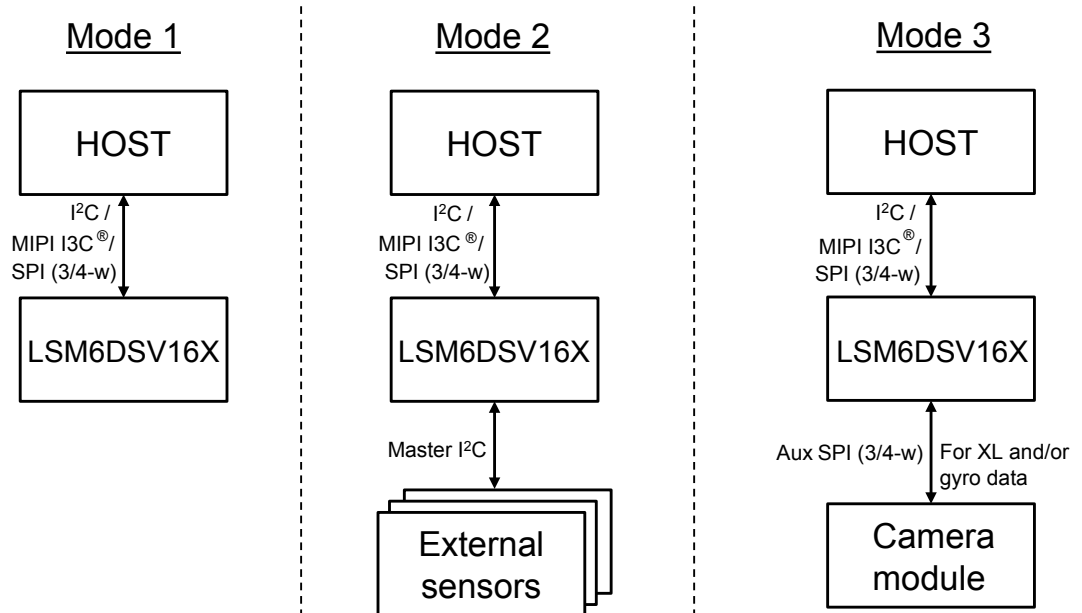 Mode 1
HOST
I²C /
MIPI I3C ®/
SPI (3/4-w)
LSM6DSV16X
Mode 2
HOST
I²C /
MIPI I3C ®/
SPI (3/4-w)
LSM6DSV16X
Master I²C
External
sensors
Mode 3
HOST
I²C /
MIPI I3C ®/
SPI (3/4-w)
LSM6DSV16X
Aux SPI (3/4-w)
For XL and/or
gyro data
Camera
module